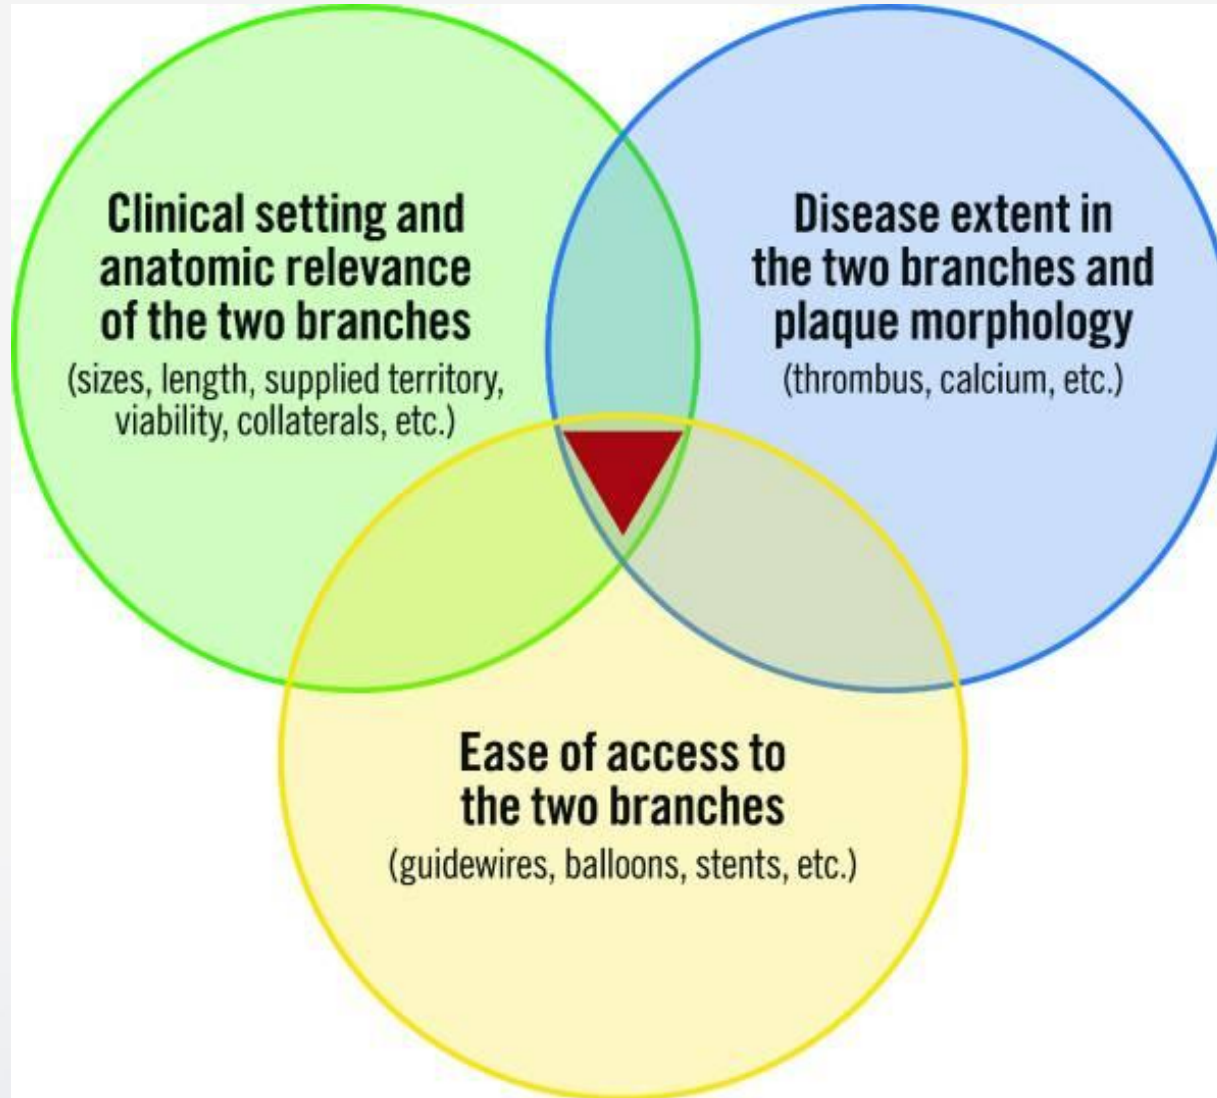 Clinical setting and
anatomic relevance
of the two branches
(sizes, length, supplied territory,
viability, collaterals, etc.)
Disease extent in
the two branches and
plaque morphology
(thrombus, calcium, etc.)
Ease of access to
the two branches
(guidewires, balloons, stents, etc.)